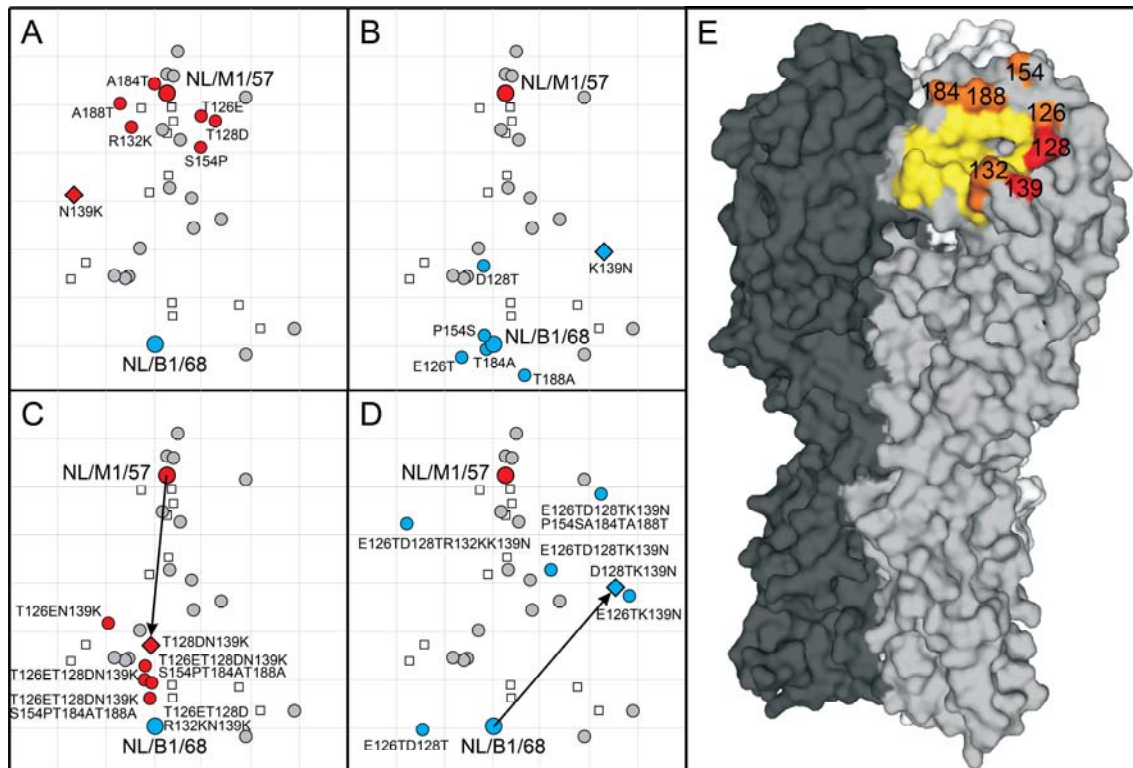 A
A184T
NL/M1/57
A188T
T126E
R132K
T128D
S154P
N139K
NL/B1/68
B
NL/M1/57
K139N
D128T
P154S
NL/B1/68
E126T
T184A
T188A
C
NL/M1/57
T126EN139K
T128DN139K
T126ET128DN139K
T126ET128DN139K
S154PT184AT188A
T126ET128DN139K
S154PT184AT188A
T126ET128D
R132KN139K
NL/B1/68
D
NL/M1/57
E126TD128TK139N
P154SA184TA188T
E126TD128TR132KK139N
E126TD128TK139N
D128TK139N
E126TK139N
E126TD128T
NL/B1/68
E
154
184
188
126
128
132
139